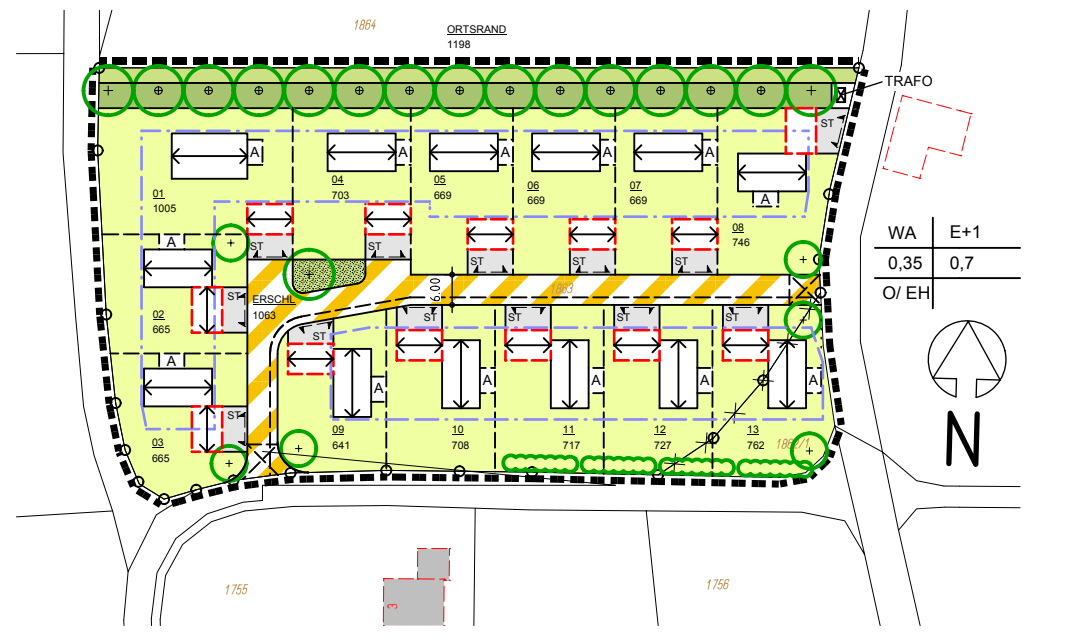 1864
ORTSRAND
1198
TRAFO
ST
A
A
A
A
A
04
703
05
669
06
669
07
669
01
1005
A
08
746
WA
E+1
0,35
0,7
O/ EH
A
ST
ST
ST
ST
ST
ERSCHL
1063
6.00
1863
ST
02
665
ST
ST
ST
ST
ST
A
A
A
A
A
A
ST
03
665
09
641
10
708
11
717
12
727
13
762
1862/1
N
1755
1756
3